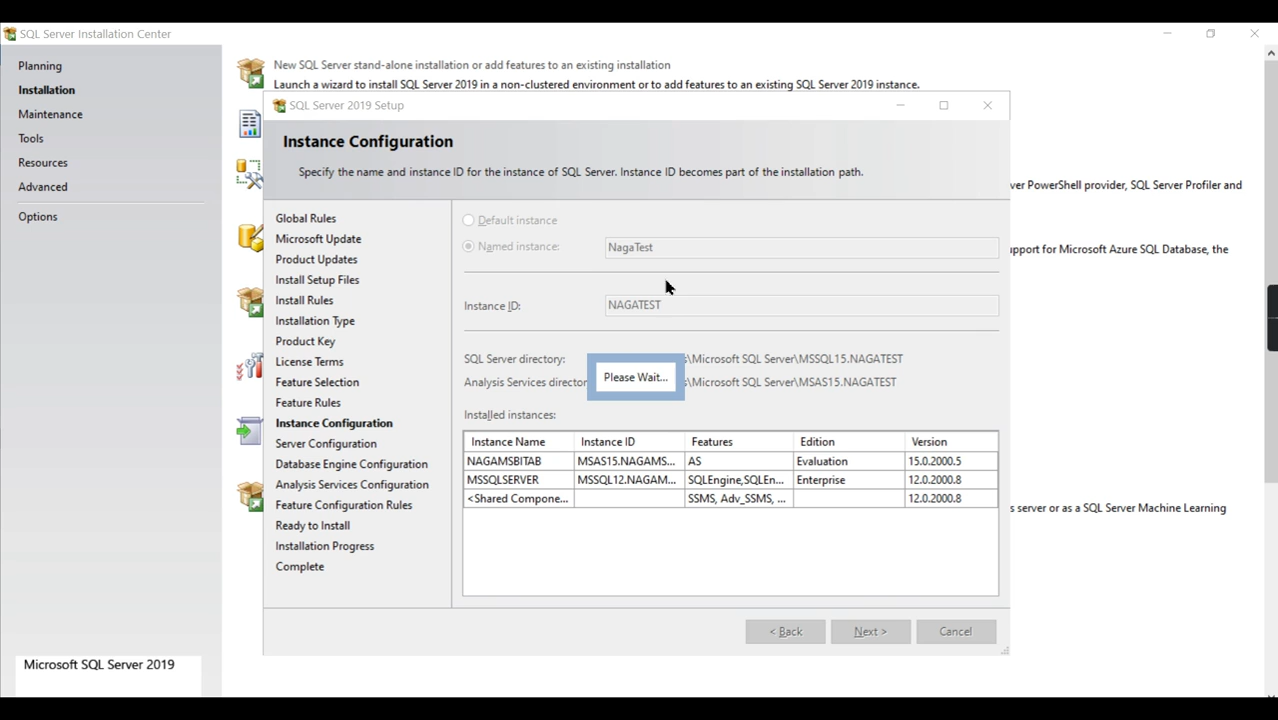 SQL Server Installation Center
Planning
Installation
Maintenance
Tools
Resources
Advanced
Options
Microsoft SQL Server 2019
New SQL Server stand-alone installation or add features to an existing installation
Launch a wizard to install SQL Server 2019 in a non-clustered environment or to add features to an existing SQL Server 2019 instance.
ver PowerShell provider, SQL Server Profiler and
upport for Microsoft Azure SQL Database, the
s server or as a SQL Server Machine Learning
SQL Server 2019 Setup
Instance Configuration
Specify the name and instance ID for the instance of SQL Server. Instance ID becomes part of the installation path.
Global Rules
Microsoft Update
Product Updates
Install Setup Files
Install Rules
Installation Type
Product Key
License Terms
Feature Selection
Feature Rules
Instance Configuration
Server Configuration
Database Engine Configuration
Analysis Services Configuration
Feature Configuration Rules
Ready to Install
Installation Progress
Complete
Default instance
Named instance: NagaTest
Instance ID: NAGATEST
SQL Server directory: :\Microsoft SQL Server\MSSQL15.NAGATEST
Analysis Services director :\Microsoft SQL Server\MSAS15.NAGATEST
Please Wait...
Installed instances:
Instance Name Instance ID Features Edition Version
NAGAMSBITAB MSAS15.NAGAMS... AS Evaluation 15.0.2000.5
MSSQLSERVER MSSQL12.NAGAM... SQLEngine,SQLEn... Enterprise 12.0.2000.8
<Shared Compone... SSMS, Adv_SSMS, ... 12.0.2000.8
< Back Next > Cancel